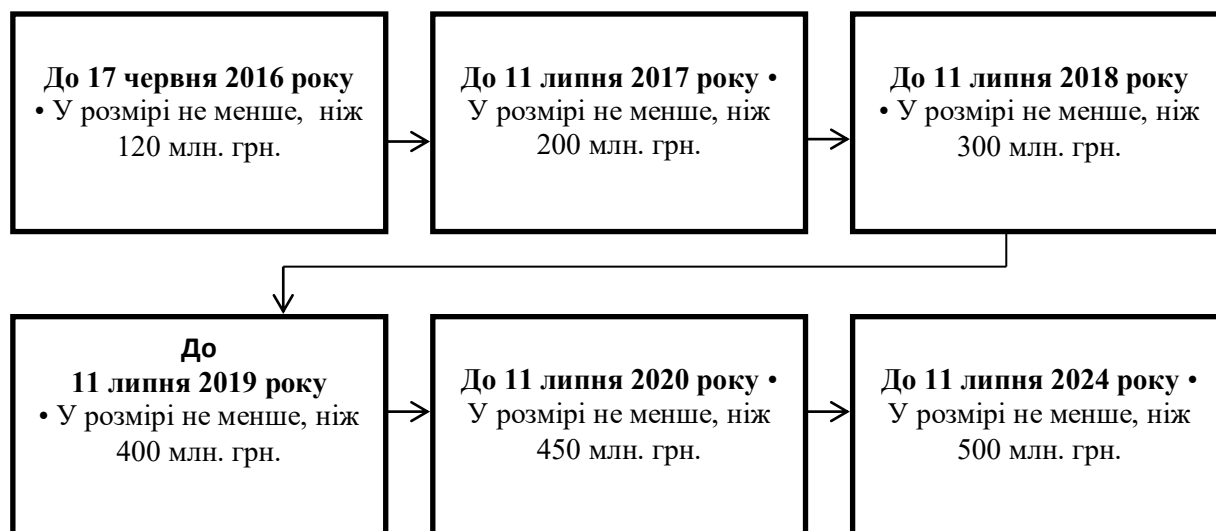 До 17 червня 2016 року
• У розмірі не менше, ніж
120 млн. грн.
До 11 липня 2017 року •
У розмірі не менше, ніж
200 млн. грн.
До 11 липня 2018 року
• У розмірі не менше, ніж
300 млн. грн.
До
11 липня 2019 року
• У розмірі не менше, ніж
400 млн. грн.
До 11 липня 2020 року •
У розмірі не менше, ніж
450 млн. грн.
До 11 липня 2024 року •
У розмірі не менше, ніж
500 млн. грн.